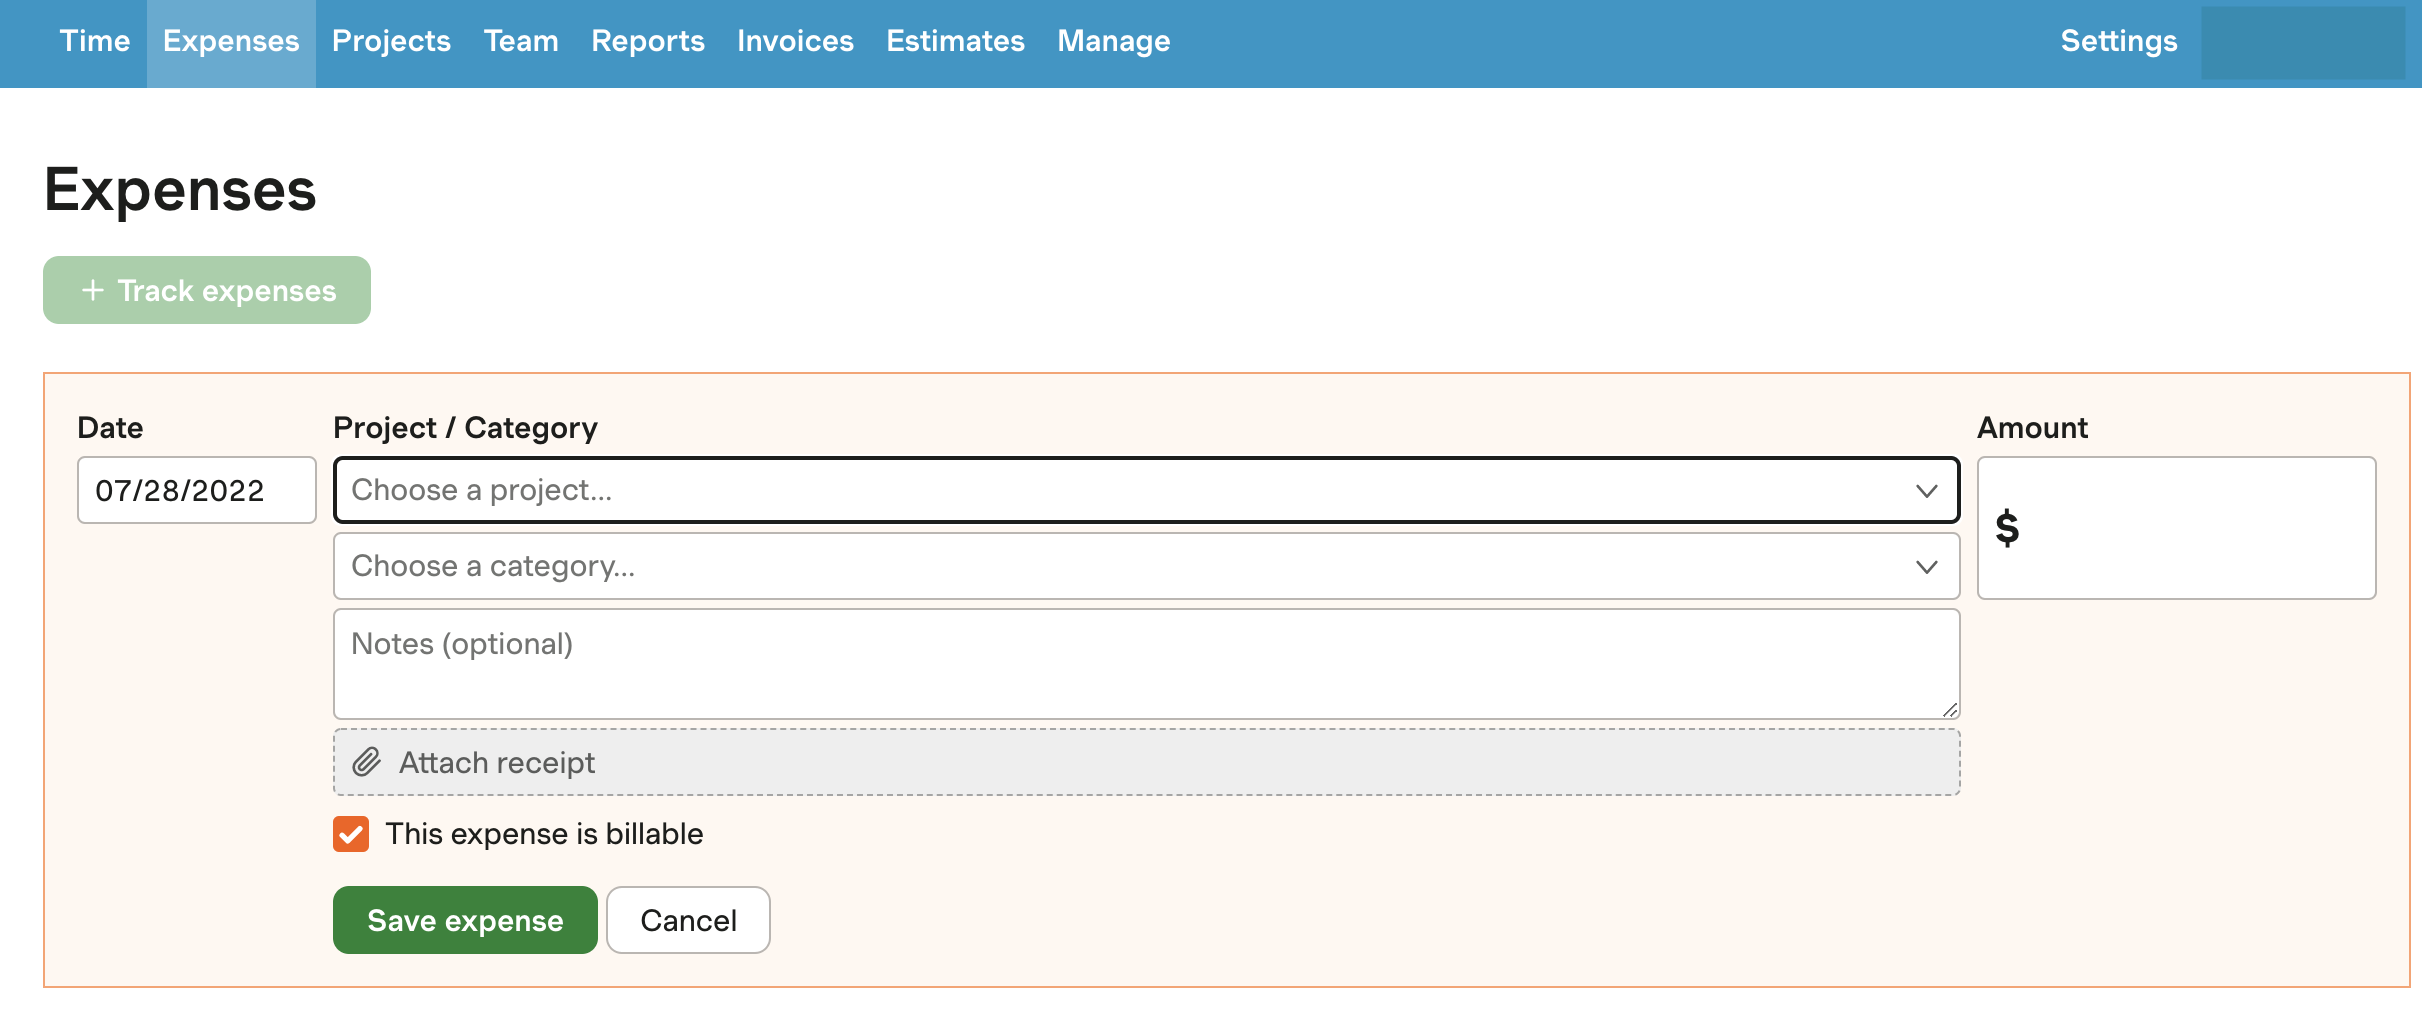 Time Expenses Projects Team Reports Invoices Estimates Manage Settings
Expenses
+ Track expenses
Date Project / Category Amount
07/28/2022 Choose a project...
$
Choose a category...
Notes (optional)
Attach receipt
This expense is billable
Save expense Cancel